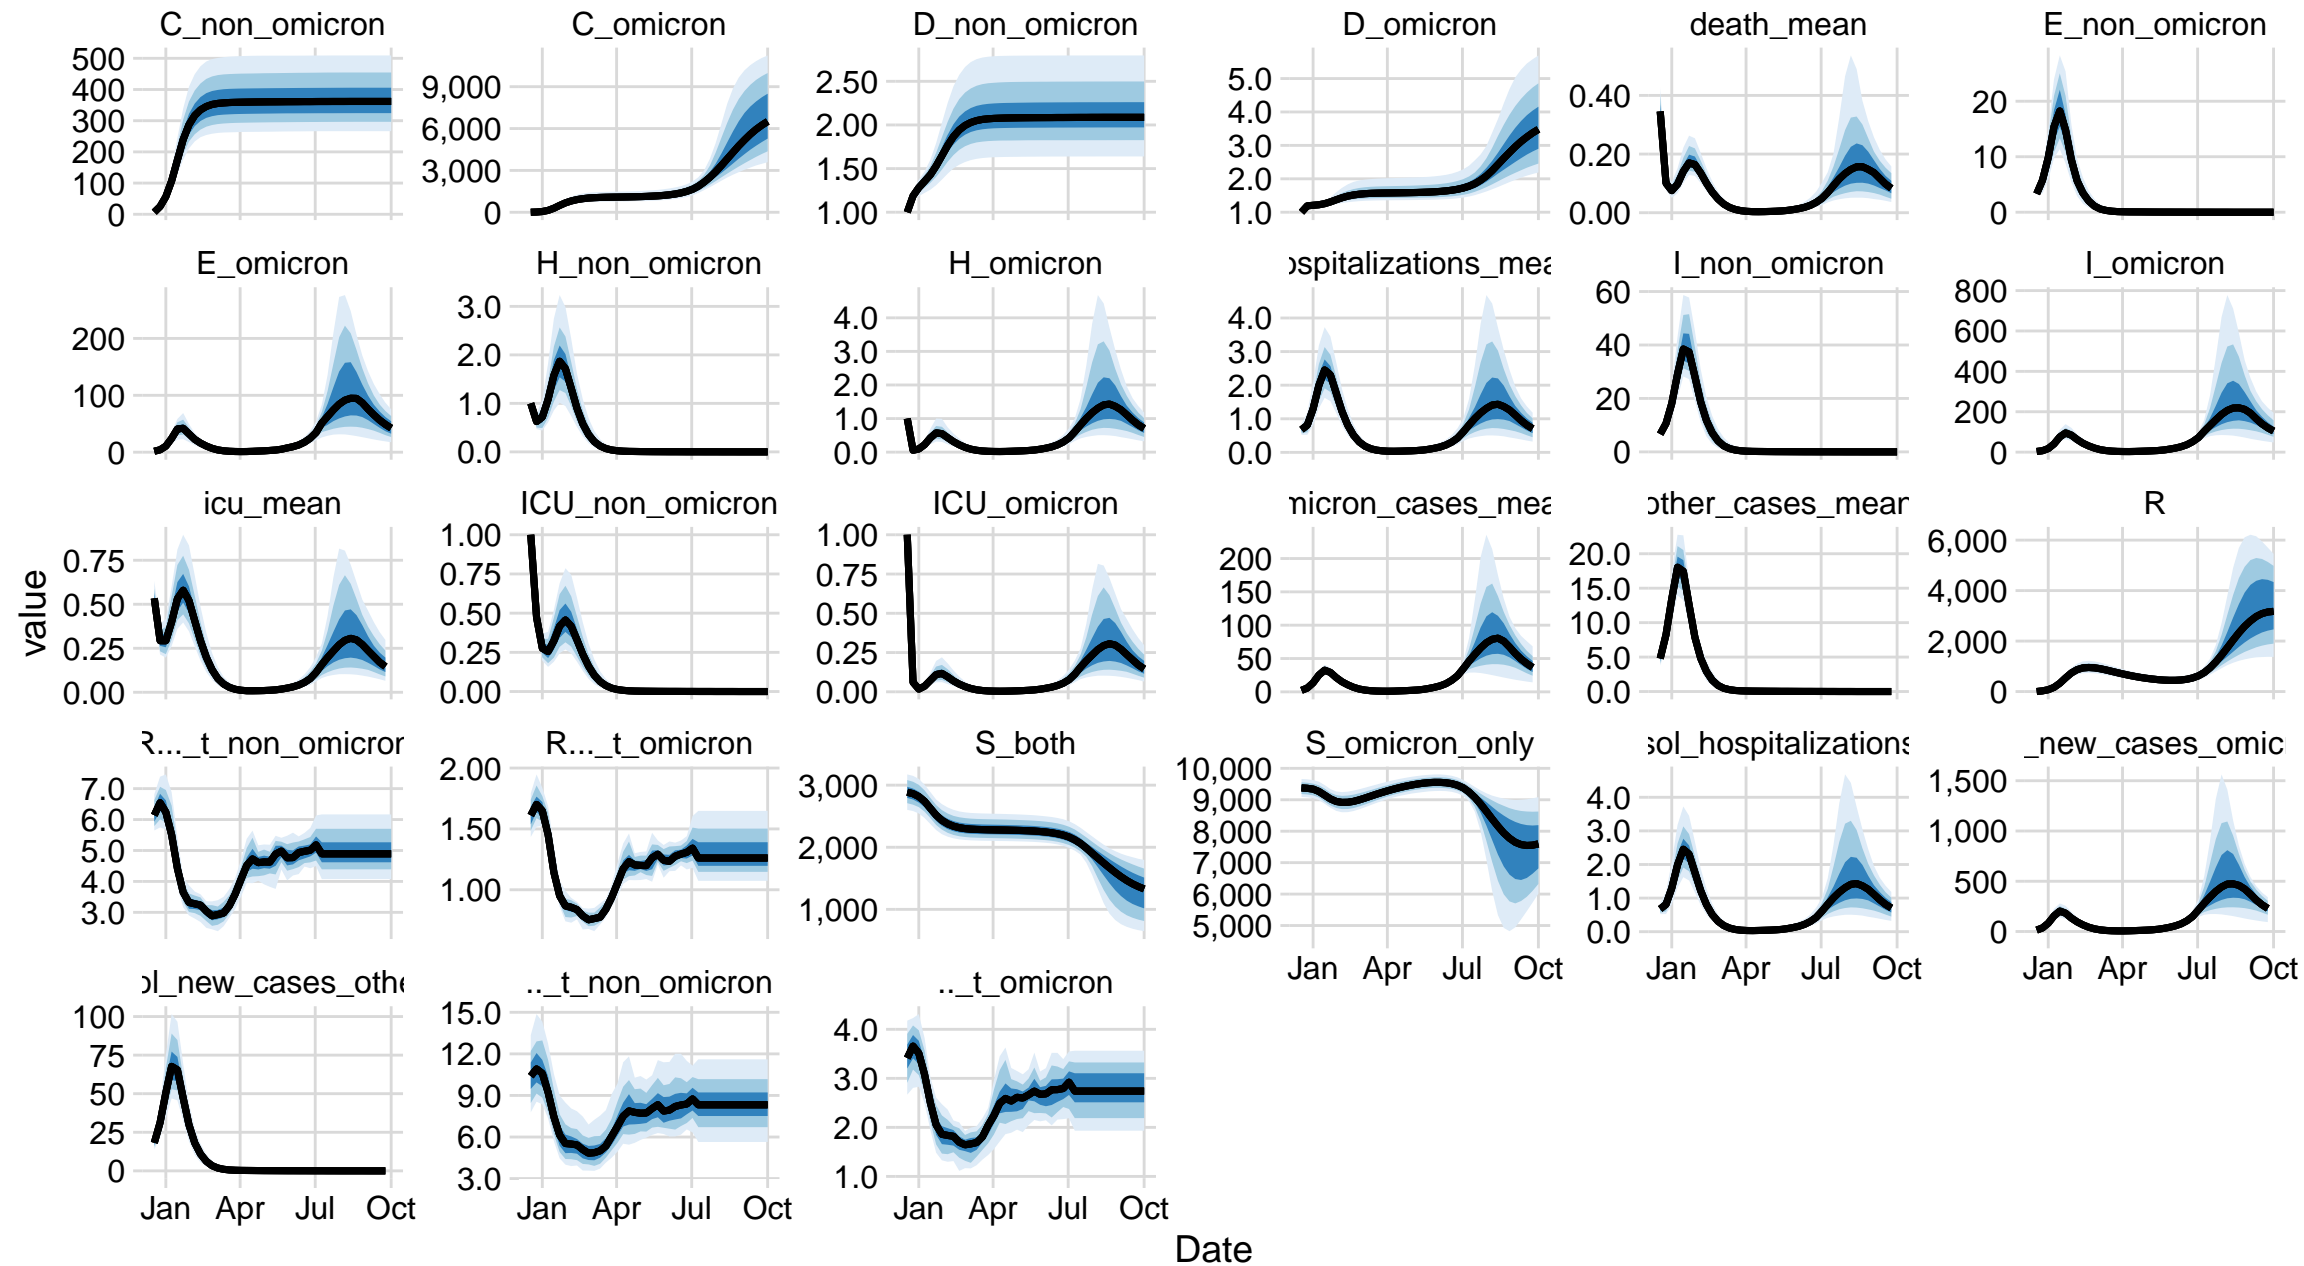 C_non_omicron C_omicron D_non_omicron D_omicron death_mean E_non_omicron
500 400 300 200 100 0
9,000 6,000 3,000 0
2.50 2.00 1.50 1.00
5.0 4.0 3.0 2.0 1.0
0.40 0.20 0.00
20 10 0
E_omicron H_non_omicron H_omicron ospitalizations_mea I_non_omicron I_omicron
200 100 0
3.0 2.0 1.0 0.0
4.0 3.0 2.0 1.0 0.0
4.0 3.0 2.0 1.0 0.0
60 40 20 0
800 600 400 200 0
icu_mean ICU_non_omicron ICU_omicron micron_cases_mea other_cases_mean R
0.75 0.50 0.25 0.00
1.00 0.75 0.50 0.25 0.00
1.00 0.75 0.50 0.25 0.00
200 150 100 50 0
20.0 15.0 10.0 5.0 0.0
6,000 4,000 2,000 0
value
R..._t_non_omicron R..._t_omicron S_both S_omicron_only sol_hospitalizations _new_cases_omic
7.0 6.0 5.0 4.0 3.0
2.00 1.50 1.00
3,000 2,000 1,000
10,000 9,000 8,000 7,000 6,000 5,000
4.0 3.0 2.0 1.0 0.0
1,500 1,000 500 0
Jan Apr Jul Oct Jan Apr Jul Oct Jan Apr Jul Oct
ol_new_cases_othe .._t_non_omicron .._t_omicron
100 75 50 25 0
15.0 12.0 9.0 6.0 3.0
4.0 3.0 2.0 1.0
Jan Apr Jul Oct Jan Apr Jul Oct Jan Apr Jul Oct
Date